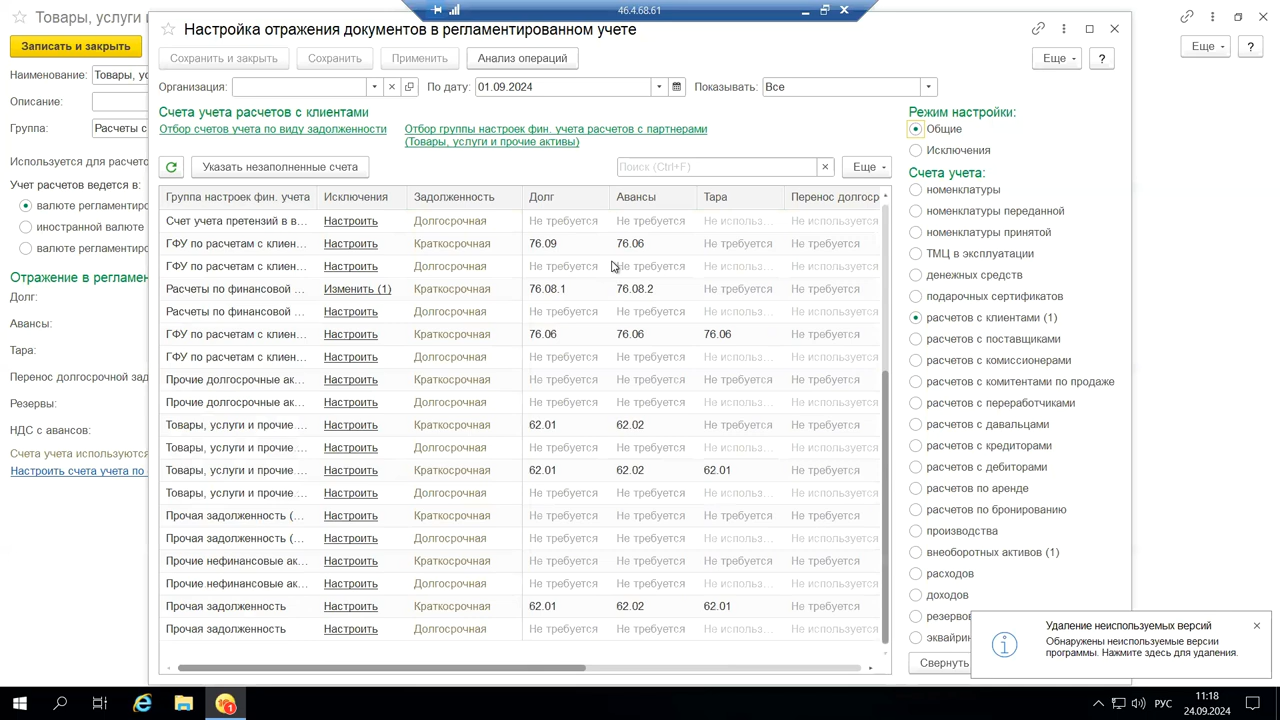 46.4.68.61
Товары, услуги и
Записать и закрыть
Еще
?
Наименование:
Товары, ус
Описание:
Группа:
Расчеты с
Используется для расчето
Учет расчетов ведется в:
валюте регламентиро
иностранной валюте
валюте регламентиро
Отражение в регламен
Долг:
Авансы:
Тара:
Перенос долгосрочной зад
Резервы:
НДС с авансов:
Счета учета используются
Настроить счета учета по
Настройка отражения документов в регламентированном учете
Сохранить и закрыть
Сохранить
Применить
Анализ операций
Еще
?
Организация:
По дату:
01.09.2024
Показывать:
Все
Счета учета расчетов с клиентами
Отбор счетов учета по виду задолженности
Отбор группы настроек фин. учета расчетов с партнерами
(Товары, услуги и прочие активы)
Указать незаполненные счета
Поиск (Ctrl+F)
Еще
Группа настроек фин. учета Исключения Задолженность Долг Авансы Тара Перенос долгоср
Счет учета претензий в в... Настроить Долгосрочная Не требуется Не требуется Не использ... Не используется
ГФУ по расчетам с клиен... Настроить Краткосрочная 76.09 76.06 Не требуется Не требуется
ГФУ по расчетам с клиен... Настроить Долгосрочная Не требуется Не требуется Не использ... Не используется
Расчеты по финансовой ... Изменить (1) Краткосрочная 76.08.1 76.08.2 Не требуется Не требуется
Расчеты по финансовой ... Настроить Долгосрочная Не требуется Не требуется Не использ... Не используется
ГФУ по расчетам с клиен... Настроить Краткосрочная 76.06 76.06 76.06 Не требуется
ГФУ по расчетам с клиен... Настроить Долгосрочная Не требуется Не требуется Не использ... Не используется
Прочие долгосрочные ак... Настроить Краткосрочная Не требуется Не требуется Не требуется Не требуется
Прочие долгосрочные ак... Настроить Долгосрочная Не требуется Не требуется Не использ... Не используется
Товары, услуги и прочие ... Настроить Краткосрочная 62.01 62.02 Не требуется Не требуется
Товары, услуги и прочие ... Настроить Долгосрочная Не требуется Не требуется Не использ... Не используется
Товары, услуги и прочие ... Настроить Краткосрочная 62.01 62.02 62.01 Не требуется
Товары, услуги и прочие... Настроить Долгосрочная Не требуется Не требуется Не использ... Не используется
Прочая задолженность (... Настроить Краткосрочная Не требуется Не требуется Не требуется Не требуется
Прочая задолженность (... Настроить Долгосрочная Не требуется Не требуется Не использ... Не используется
Прочие нефинансовые ак... Настроить Краткосрочная Не требуется Не требуется Не требуется Не требуется
Прочие нефинансовые ак... Настроить Долгосрочная Не требуется Не требуется Не использ... Не используется
Прочая задолженность Настроить Краткосрочная 62.01 62.02 62.01 Не требуется
Прочая задолженность Настроить Долгосрочная Не требуется Не требуется Не использ... Не используется
Режим настройки:
Общие
Исключения
Счета учета:
номенклатуры
номенклатуры переданной
номенклатуры принятой
ТМЦ в эксплуатации
денежных средств
подарочных сертификатов
расчетов с клиентами (1)
расчетов с поставщиками
расчетов с комиссионерами
расчетов с комитентами по продаже
расчетов с переработчиками
расчетов с давальцами
расчетов с кредиторами
расчетов с дебиторами
расчетов по аренде
расчетов по бронированию
производства
внеоборотных активов (1)
расходов
доходов
резервов
эквайрин
Свернуть
Удаление неиспользуемых версий
Обнаружены неиспользуемые версии
программы. Нажмите здесь для удаления.
1
РУС
11:18
24.09.2024